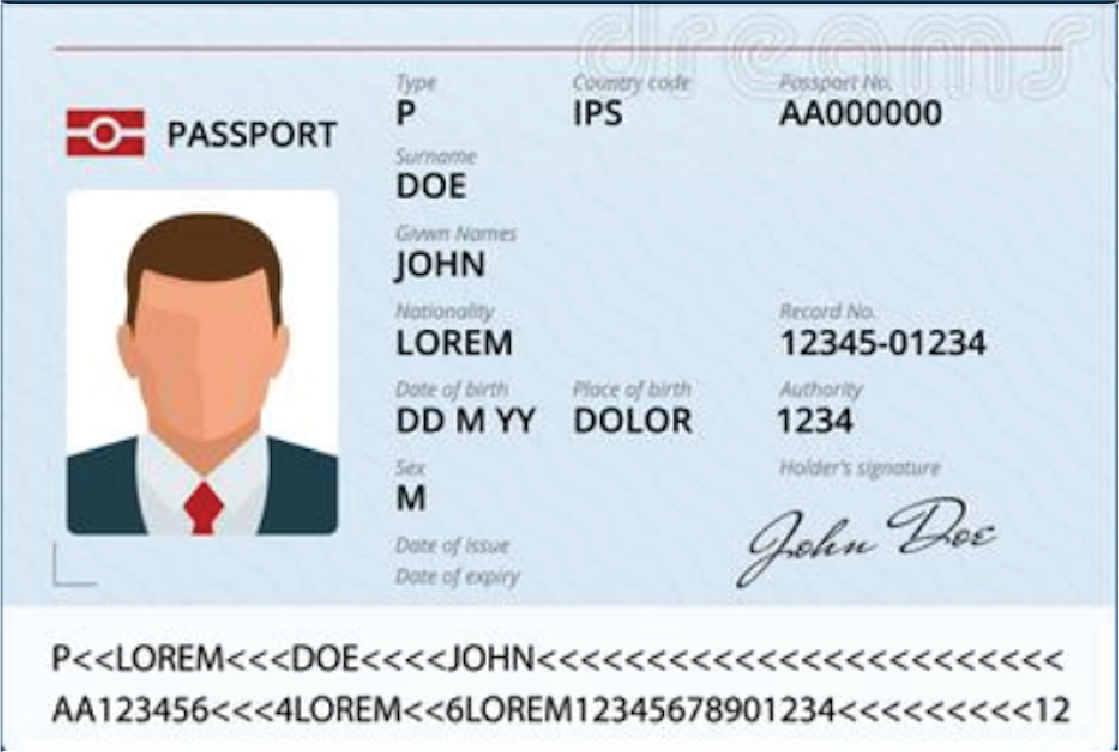 dreams
Type Country code Passport No.
P IPS AA000000
PASSPORT
Surname
DOE
Givwn Names
JOHN
Nationality Record No.
LOREM 12345-01234
Date of birth Place of birth Authority
DD M YY DOLOR 1234
Sex Holder's signature
M
John Doe
Date of issue
Date of expiry
P<<LOREM<<<DOE<<<<JOHN<<<<<<<<<<<<<<<<<<<<<<<<<
AA123456<<<4LOREM<<6LOREM12345678901234<<<<<<<<<12